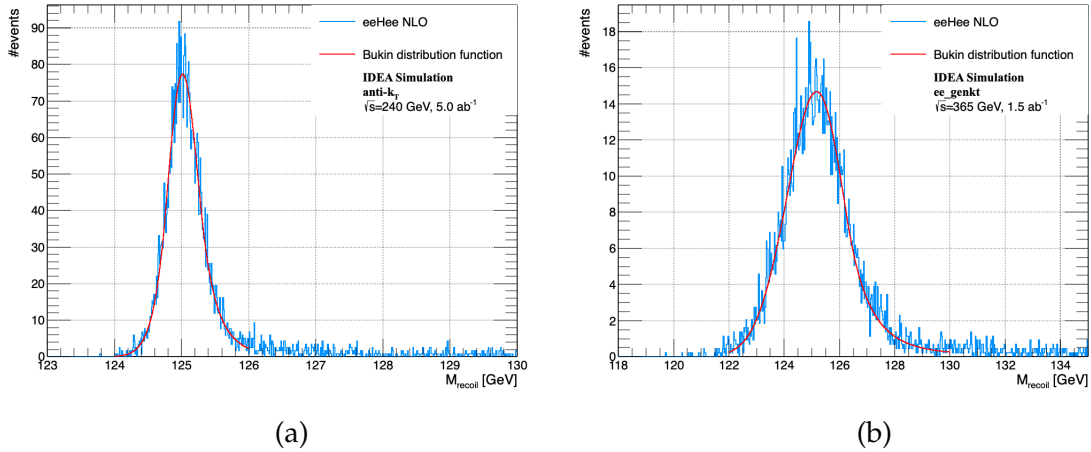 #events
90
80
70
60
50
40
30
20
10
0
eeHee NLO
Bukin distribution function
IDEA Simulation
anti-k_T
√s=240 GeV, 5.0 ab⁻¹
123 124 125 126 127 128 129 130
M_recoil [GeV]
(a)
#events
18
16
14
12
10
8
6
4
2
0
eeHee NLO
Bukin distribution function
IDEA Simulation
ee_genkt
√s=365 GeV, 1.5 ab⁻¹
118 120 122 124 126 128 130 132 134
M_recoil [GeV]
(b)